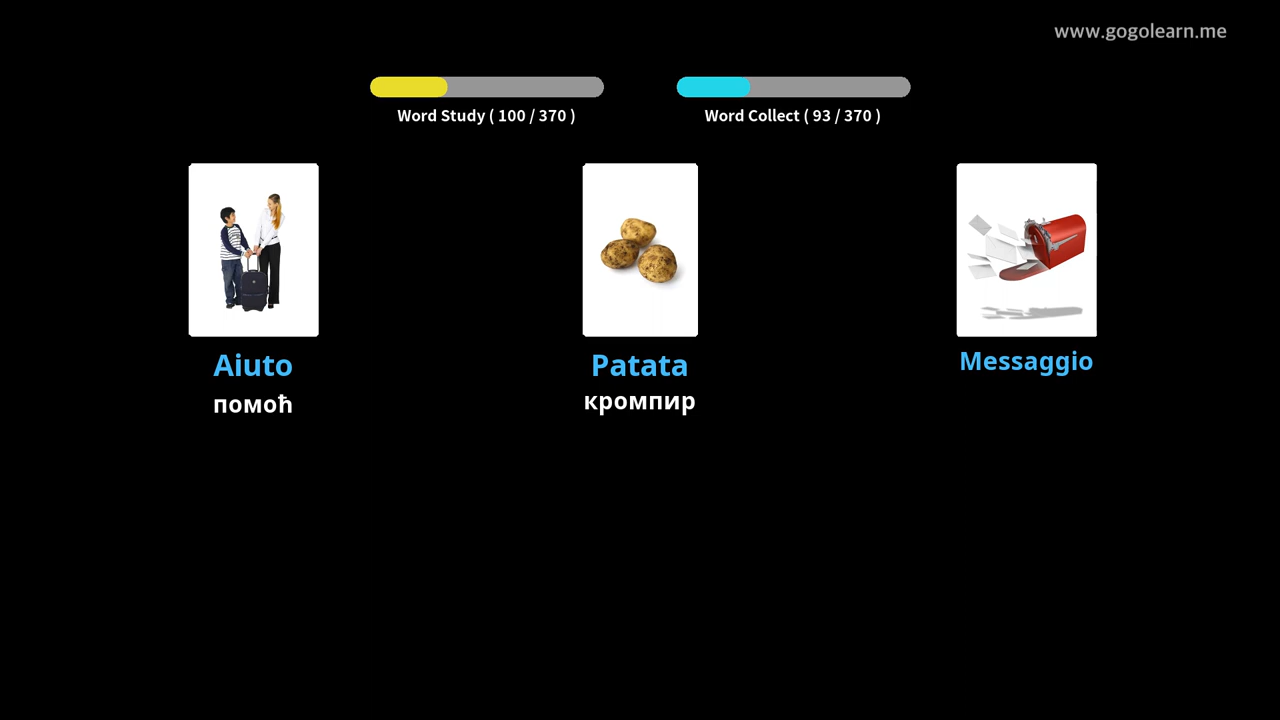 www.gogolearn.me
Word Study ( 100 / 370 )
Word Collect ( 93 / 370 )
Aiuto
помоћ
Patata
кромпир
Messaggio